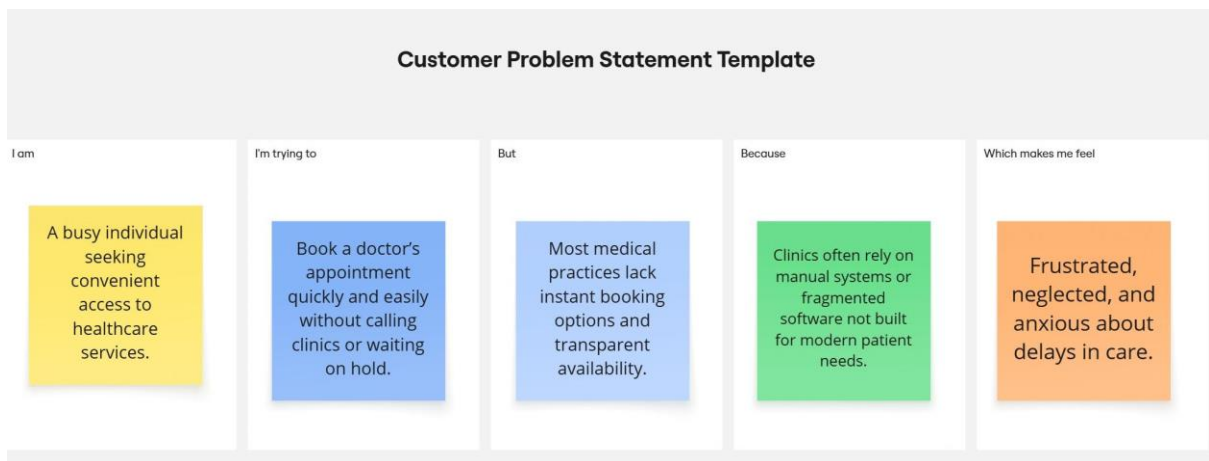 Customer Problem Statement Template
I am
A busy individual
seeking
convenient
access to
healthcare
services.
I'm trying to
Book a doctor’s
appointment
quickly and easily
without calling
clinics or waiting
on hold.
But
Most medical
practices lack
instant booking
options and
transparent
availability.
Because
Clinics often rely on
manual systems or
fragmented
software not built
for modern patient
needs.
Which makes me feel
Frustrated,
neglected, and
anxious about
delays in care.